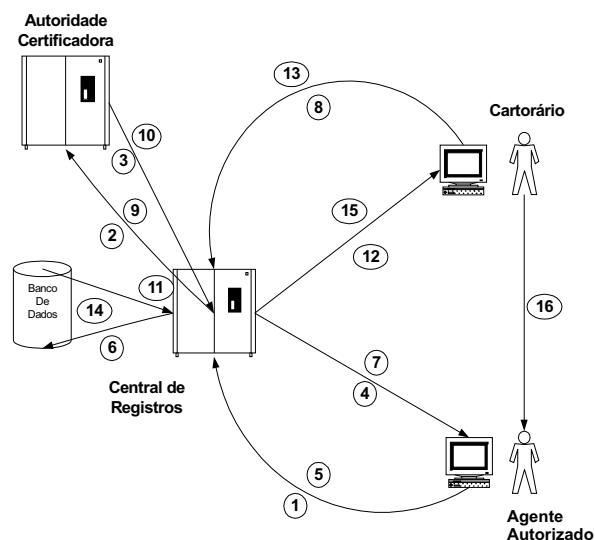 Autoridade
Certificadora
13
8
Cartorário
10
3
9
2
15
12
11
Banco
De
Dados
14
6
16
7
4
Central de
Registros
5
1
Agente
Autorizado